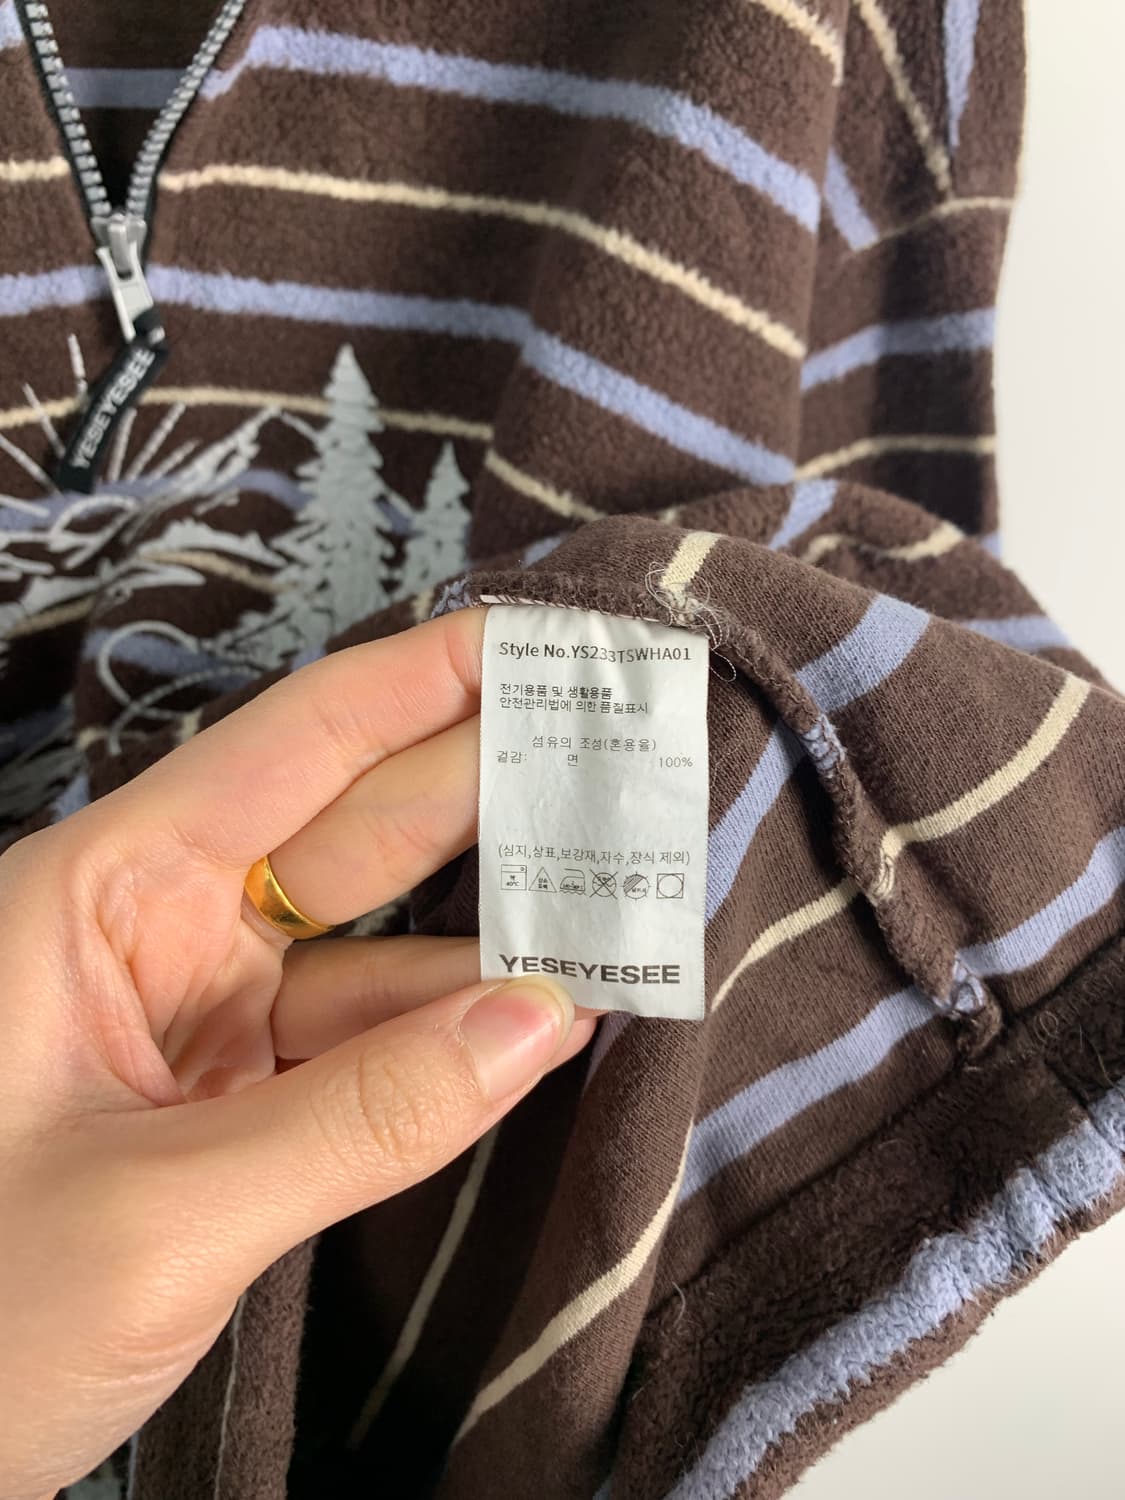 YESEYESEE
Style No.YS233TSWHA01
전기용품 및 생활용품
안전관리법에 의한 품질표시
섬유의 조성(혼용율)
겉감: 면 100%
(심지,상표,보강재,자수,장식 제외)
약 40℃
YESEYESEE